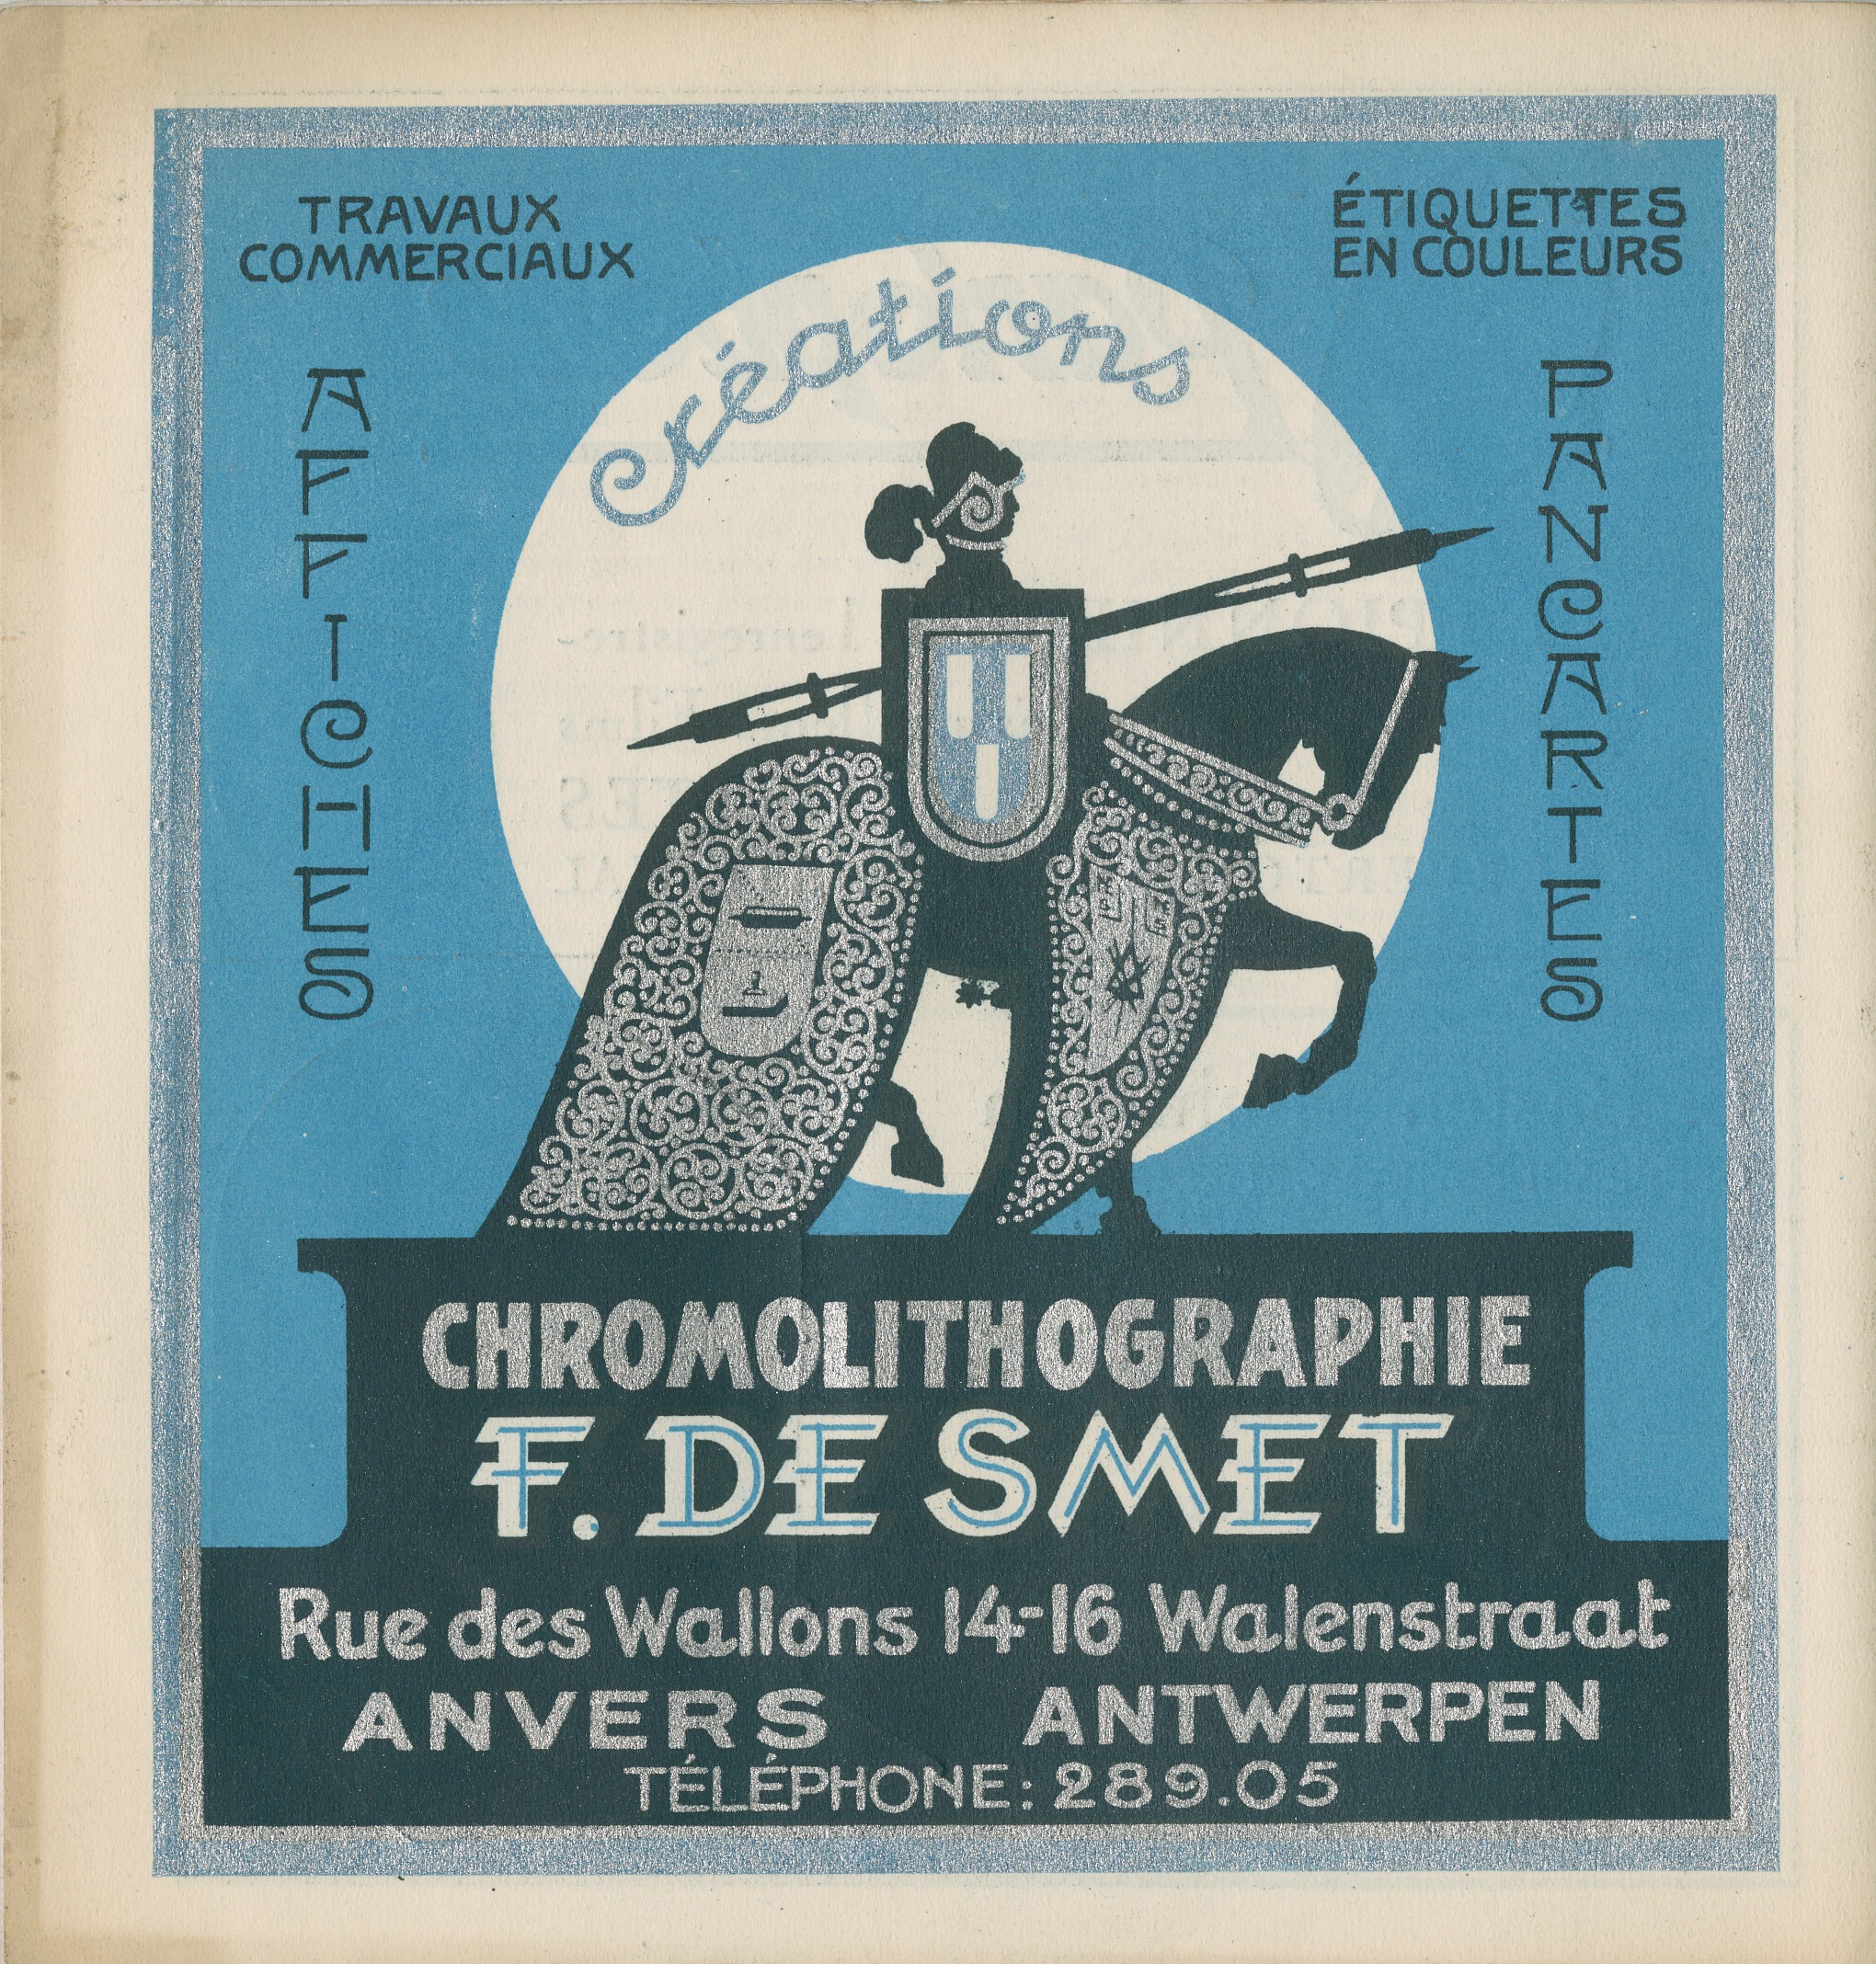 TRAVAUX
COMMERCIAUX
ÉTIQUETTES
EN COULEURS
créations
AFFICHES
PANCARTES
CHROMOLITHOGRAPHIE
F. DE SMET
Rue des Wallons 14-16 Walenstraat
ANVERS ANTWERPEN
TÉLÉPHONE: 289.05